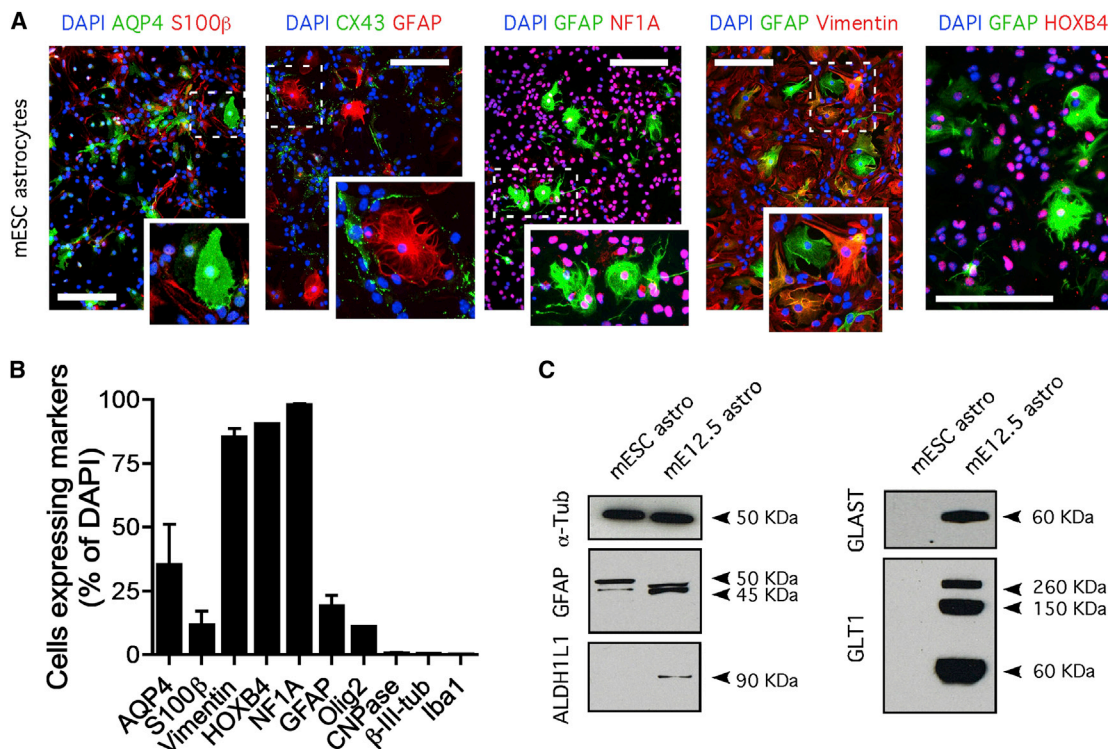 A
DAPI AQP4 S100β
DAPI CX43 GFAP
DAPI GFAP NF1A
DAPI GFAP Vimentin
DAPI GFAP HOXB4
mESC astrocytes
B
Cells expressing markers
(% of DAPI)
100
75
50
25
0
AQP4
S100β
Vimentin
HOXB4
NF1A
GFAP
Olig2
CNPase
β-III-tub
Iba1
C
mESC astro
mE12.5 astro
α-Tub
50 KDa
GFAP
50 KDa
45 KDa
ALDH1L1
90 KDa
mESC astro
mE12.5 astro
GLAST
60 KDa
GLT1
260 KDa
150 KDa
60 KDa